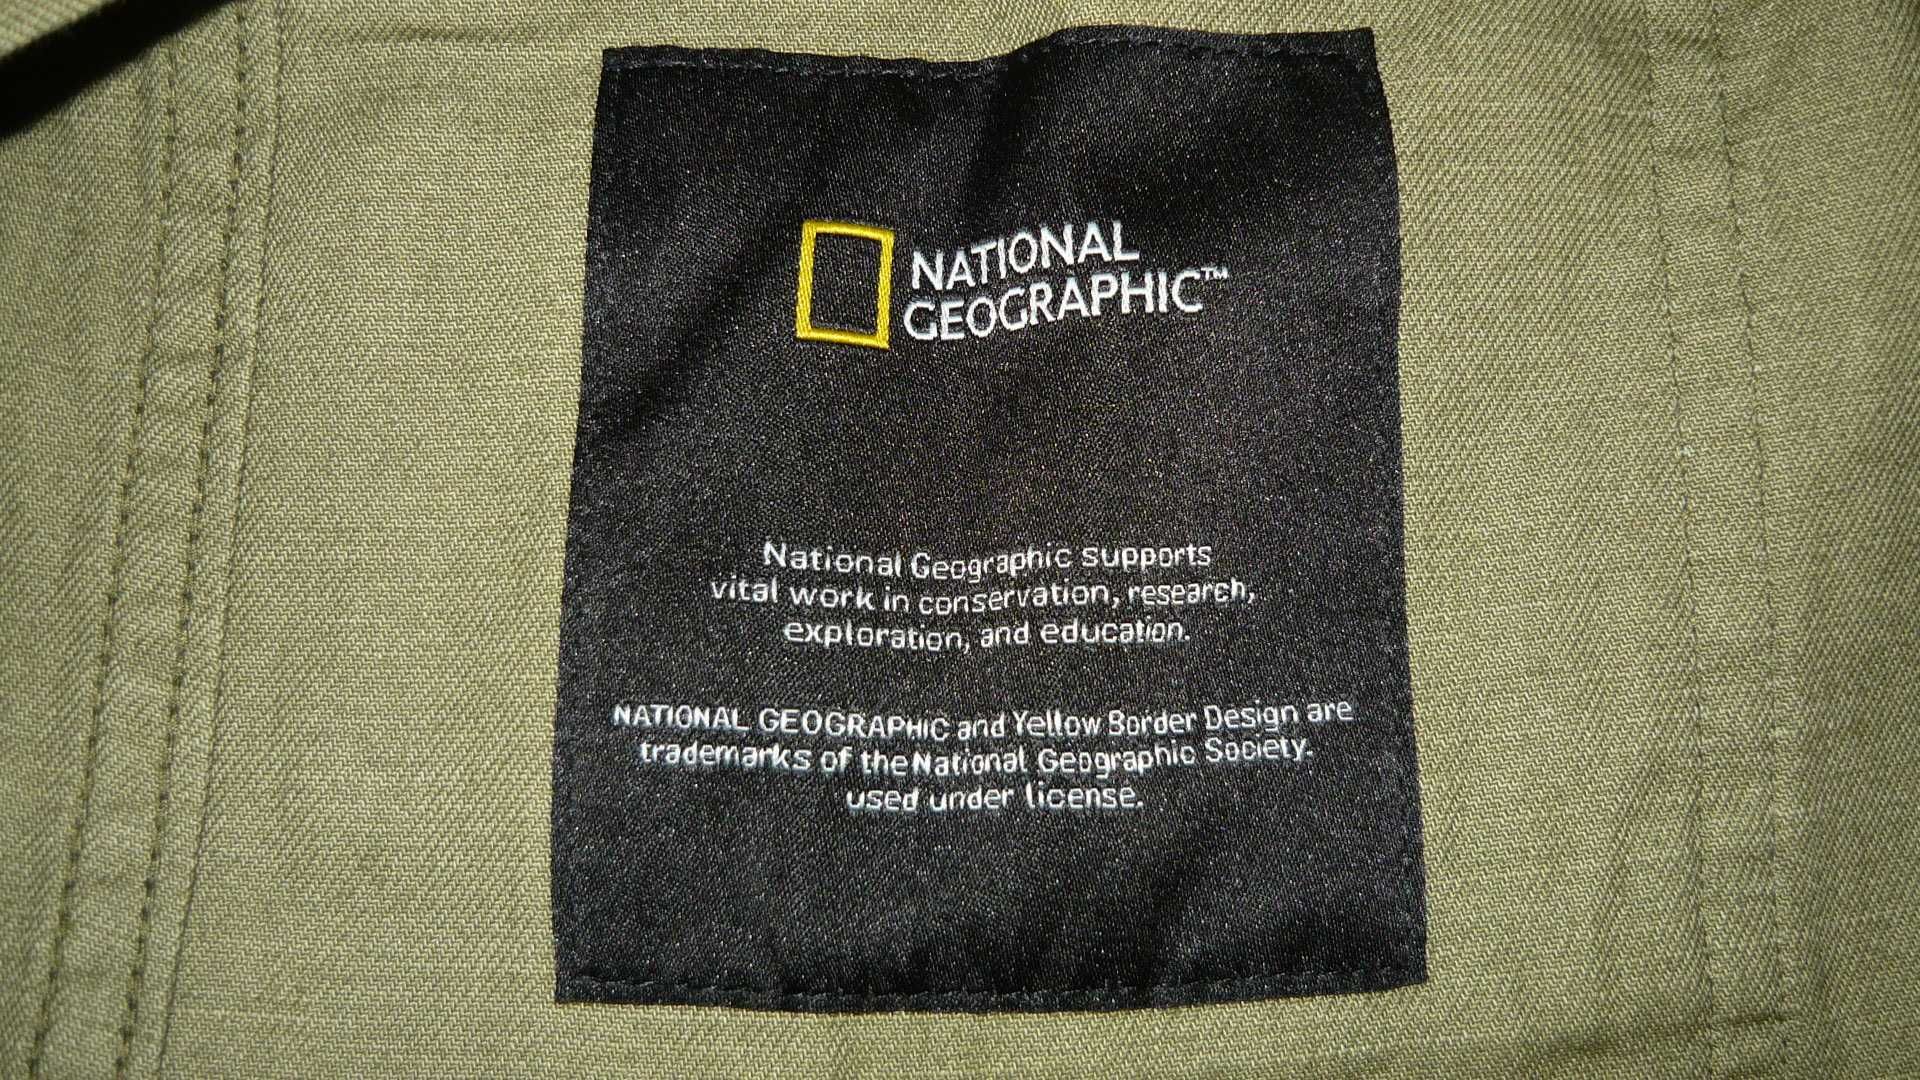 NATIONAL
GEOGRAPHIC™
National Geographic supports
vital work in conservation, research,
exploration, and education.
NATIONAL GEOGRAPHIC and Yellow Border Design are
trademarks of the National Geographic Society.
used under license.